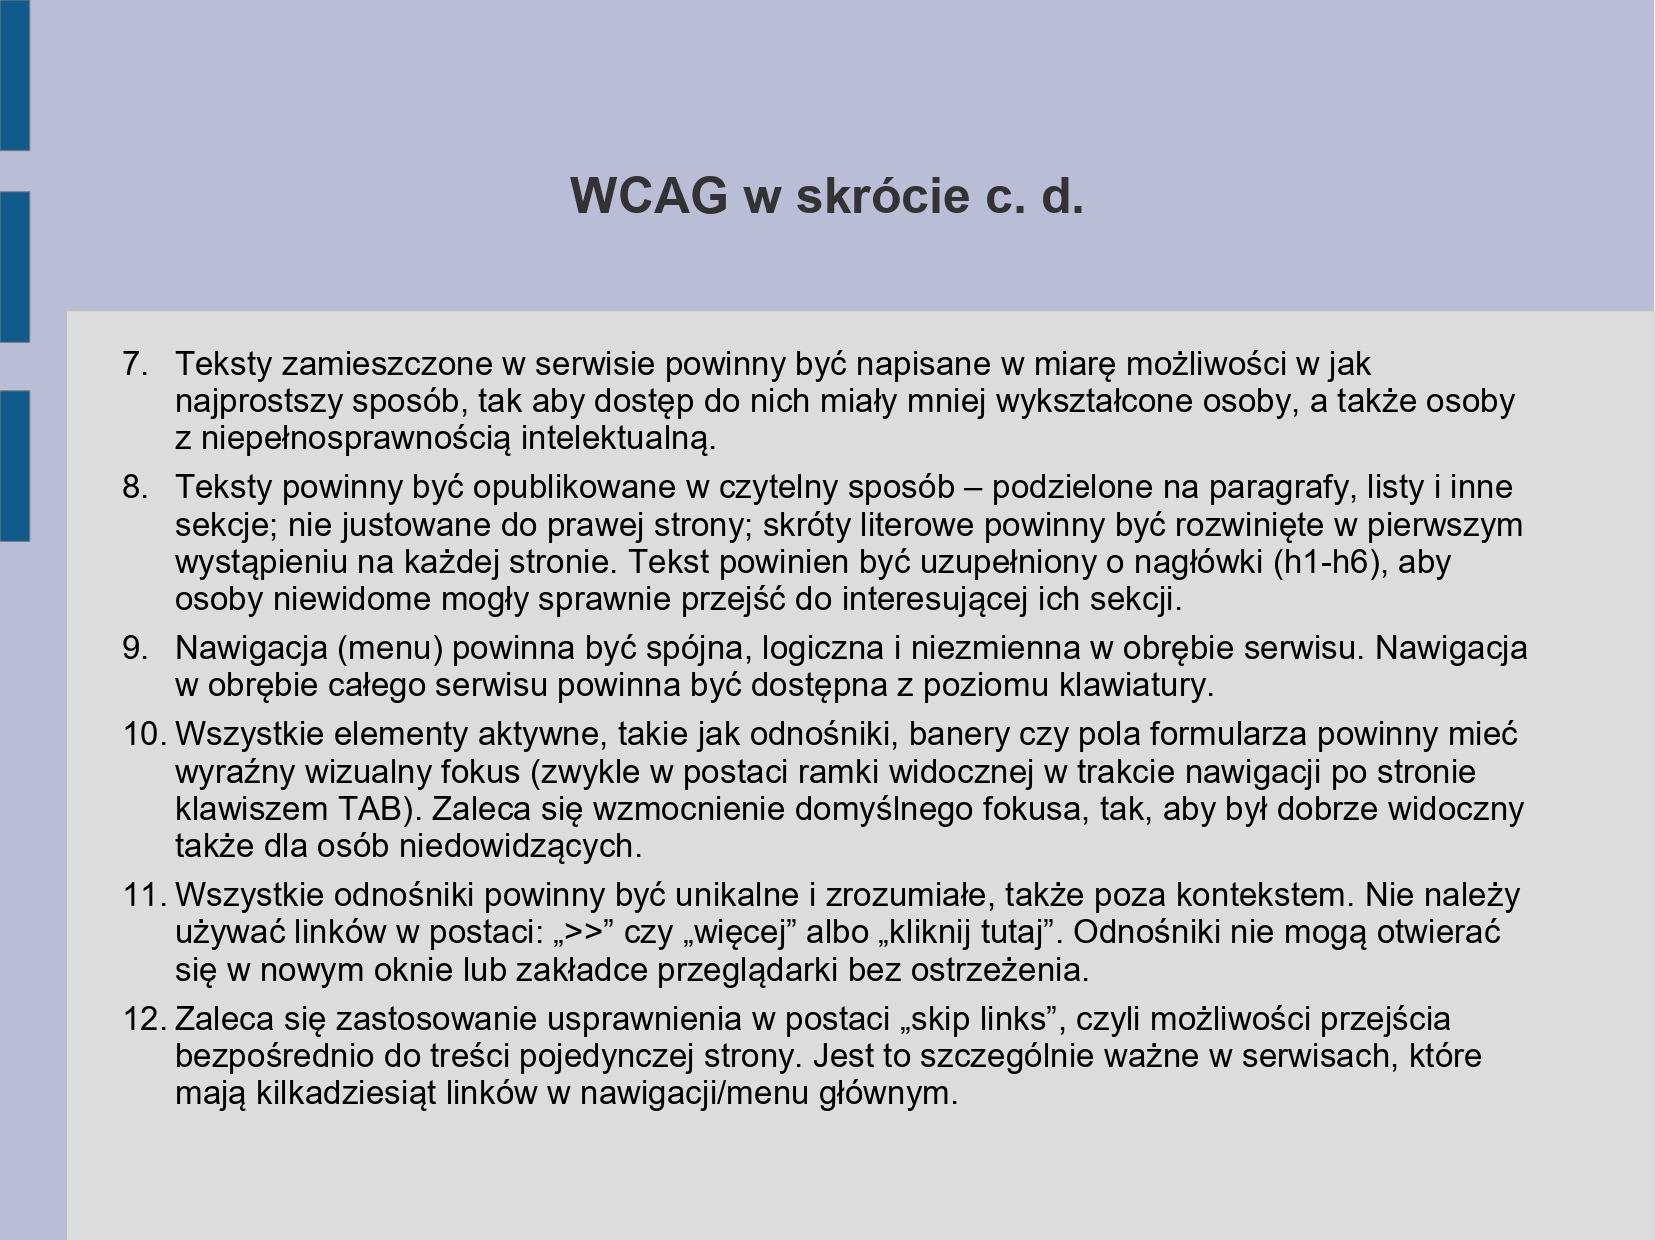 WCAG w skrócie c. d.
7. Teksty zamieszczone w serwisie powinny być napisane w miarę możliwości w jak
najprostszy sposób, tak aby dostęp do nich miały mniej wykształcone osoby, a także osoby
z niepełnosprawnością intelektualną.
8. Teksty powinny być opublikowane w czytelny sposób – podzielone na paragrafy, listy i inne
sekcje; nie justowane do prawej strony; skróty literowe powinny być rozwinięte w pierwszym
wystąpieniu na każdej stronie. Tekst powinien być uzupełniony o nagłówki (h1-h6), aby
osoby niewidome mogły sprawnie przejść do interesującej ich sekcji.
9. Nawigacja (menu) powinna być spójna, logiczna i niezmienna w obrębie serwisu. Nawigacja
w obrębie całego serwisu powinna być dostępna z poziomu klawiatury.
10. Wszystkie elementy aktywne, takie jak odnośniki, banery czy pola formularza powinny mieć
wyraźny wizualny fokus (zwykle w postaci ramki widocznej w trakcie nawigacji po stronie
klawiszem TAB). Zaleca się wzmocnienie domyślnego fokusa, tak, aby był dobrze widoczny
także dla osób niedowidzących.
11. Wszystkie odnośniki powinny być unikalne i zrozumiałe, także poza kontekstem. Nie należy
używać linków w postaci: „>>” czy „więcej” albo „kliknij tutaj”. Odnośniki nie mogą otwierać
się w nowym oknie lub zakładce przeglądarki bez ostrzeżenia.
12. Zaleca się zastosowanie usprawnienia w postaci „skip links”, czyli możliwości przejścia
bezpośrednio do treści pojedynczej strony. Jest to szczególnie ważne w serwisach, które
mają kilkadziesiąt linków w nawigacji/menu głównym.